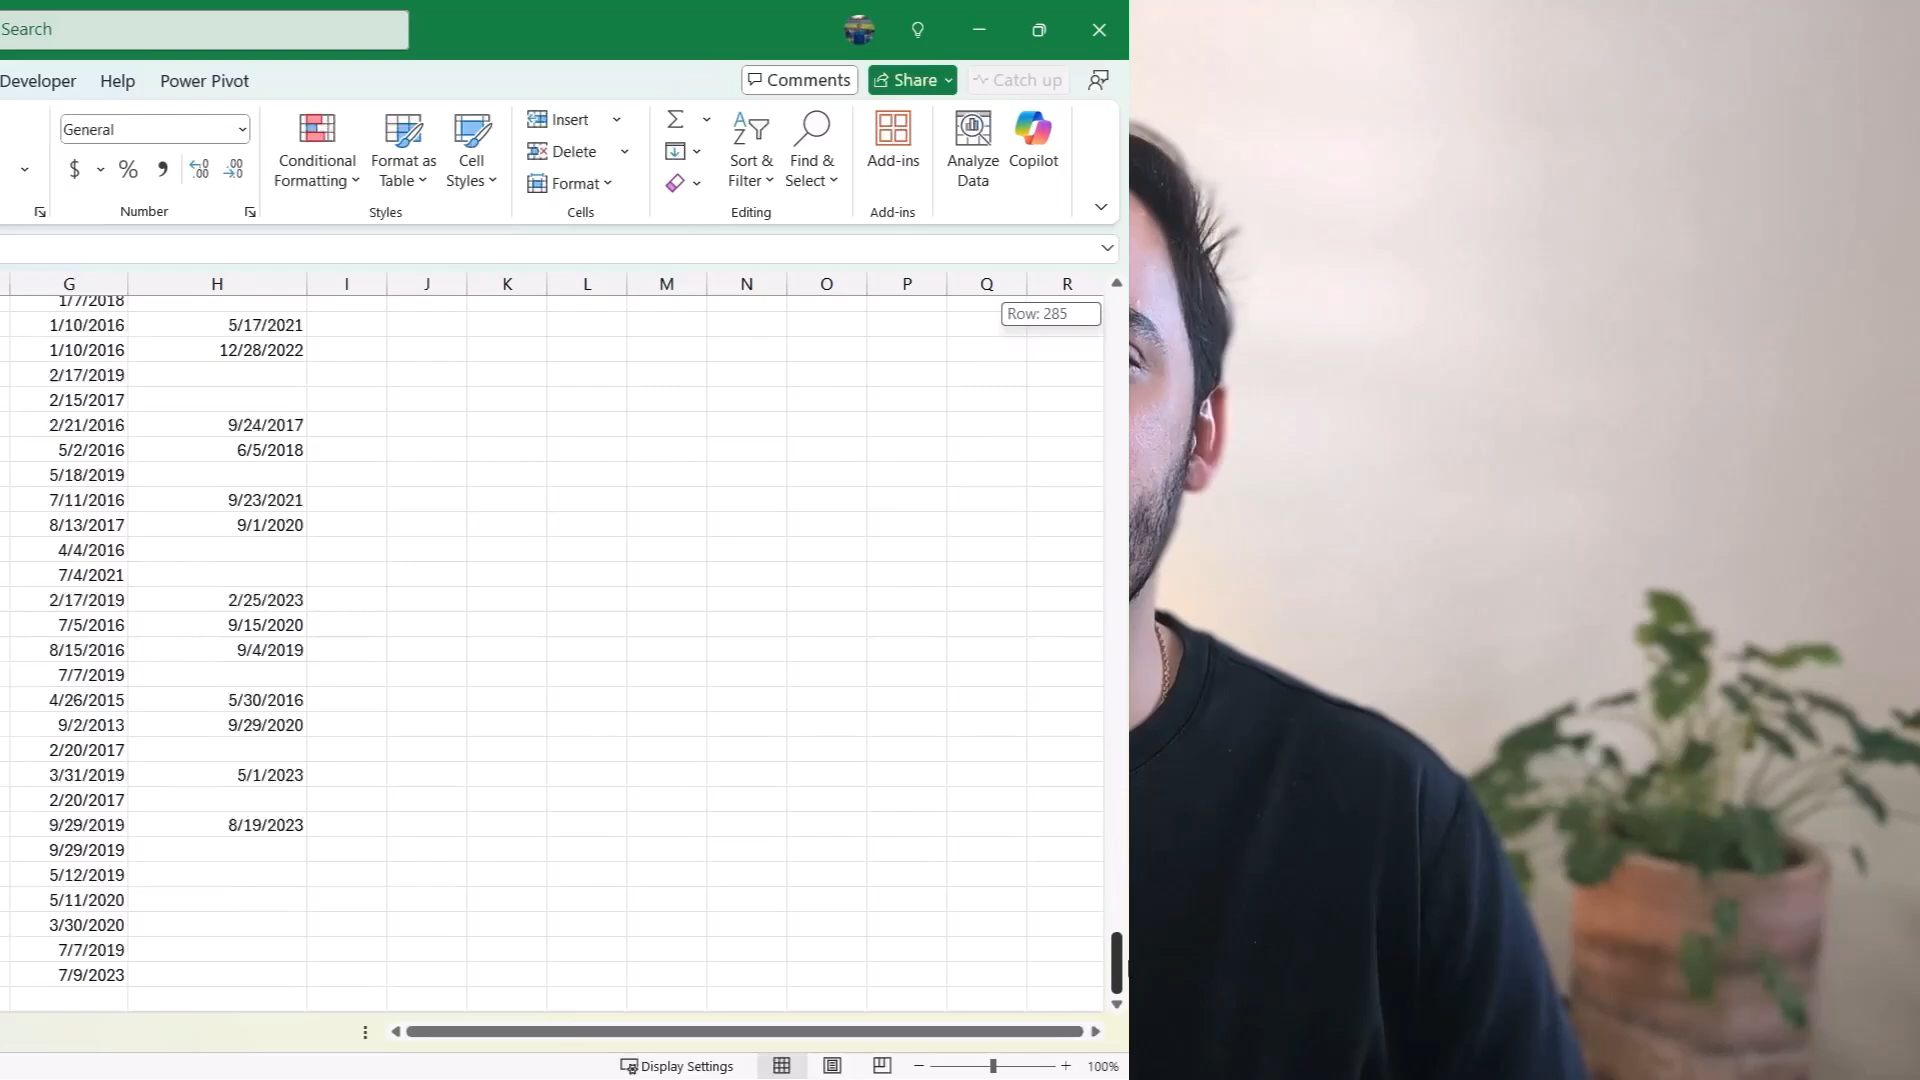 Search
Developer Help Power Pivot Comments Share Catch up
General
$ % , .00 .00
Conditional Formatting
Format as Table
Cell Styles
Insert
Delete
Format
Sort & Filter
Find & Select
Add-ins
Analyze Data
Copilot
Number Styles Cells Editing Add-ins
G H I J K L M N O P Q R
1/7/2018
Row: 285
1/10/2016 5/17/2021
1/10/2016 12/28/2022
2/17/2019
2/15/2017
2/21/2016 9/24/2017
5/2/2016 6/5/2018
5/18/2019
7/11/2016 9/23/2021
8/13/2017 9/1/2020
4/4/2016
7/4/2021
2/17/2019 2/25/2023
7/5/2016 9/15/2020
8/15/2016 9/4/2019
7/7/2019
4/26/2015 5/30/2016
9/2/2013 9/29/2020
2/20/2017
3/31/2019 5/1/2023
2/20/2017
9/29/2019 8/19/2023
9/29/2019
5/12/2019
5/11/2020
3/30/2020
7/7/2019
7/9/2023
Display Settings 100%